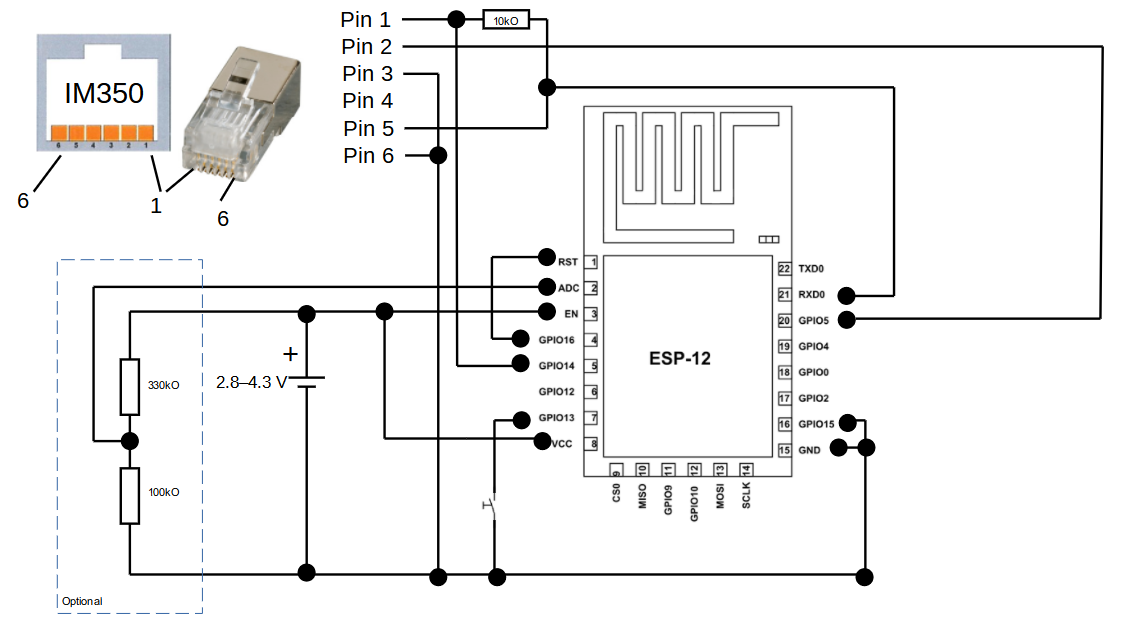 IM350
6 5 4 3 2 1
6
1
6
Pin 1
10kO
Pin 2
Pin 3
Pin 4
Pin 5
Pin 6
RST 1
ADC 2
EN 3
GPIO16 4
GPIO14 5
GPIO12 6
GPIO13 7
VCC 8
ESP-12
22 TXD0
21 RXD0
20 GPIO5
19 GPIO4
18 GPIO0
17 GPIO2
16 GPIO15
15 GND
9 10 11 12 13 14
CS0 MISO GPIO9 GPIO10 MOSI SCLK
+
2.8–4.3 V
330kO
100kO
Optional